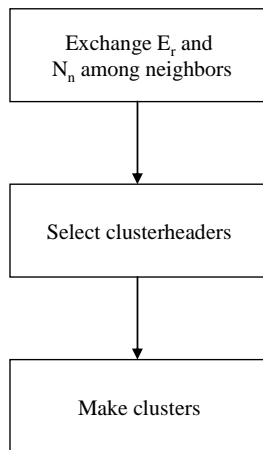 Exchange E_r and
N_n among neighbors
Select clusterheaders
Make clusters